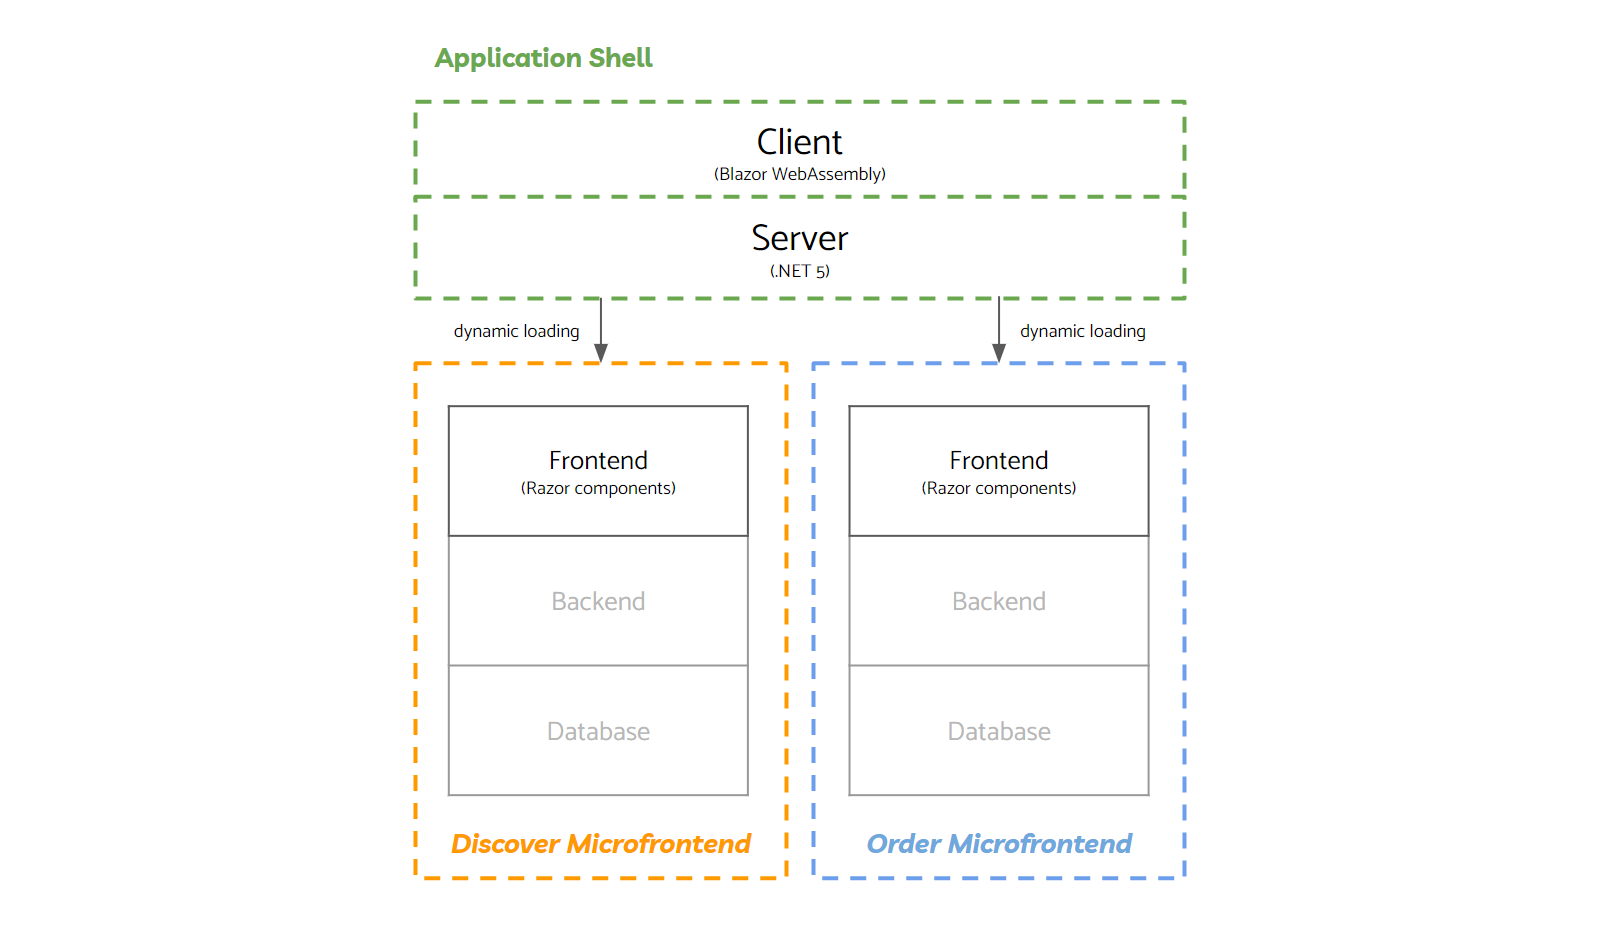 Application Shell
Client
(Blazor WebAssembly)
Server
(.NET 5)
dynamic loading
dynamic loading
Frontend
(Razor components)
Backend
Database
Discover Microfrontend
Frontend
(Razor components)
Backend
Database
Order Microfrontend